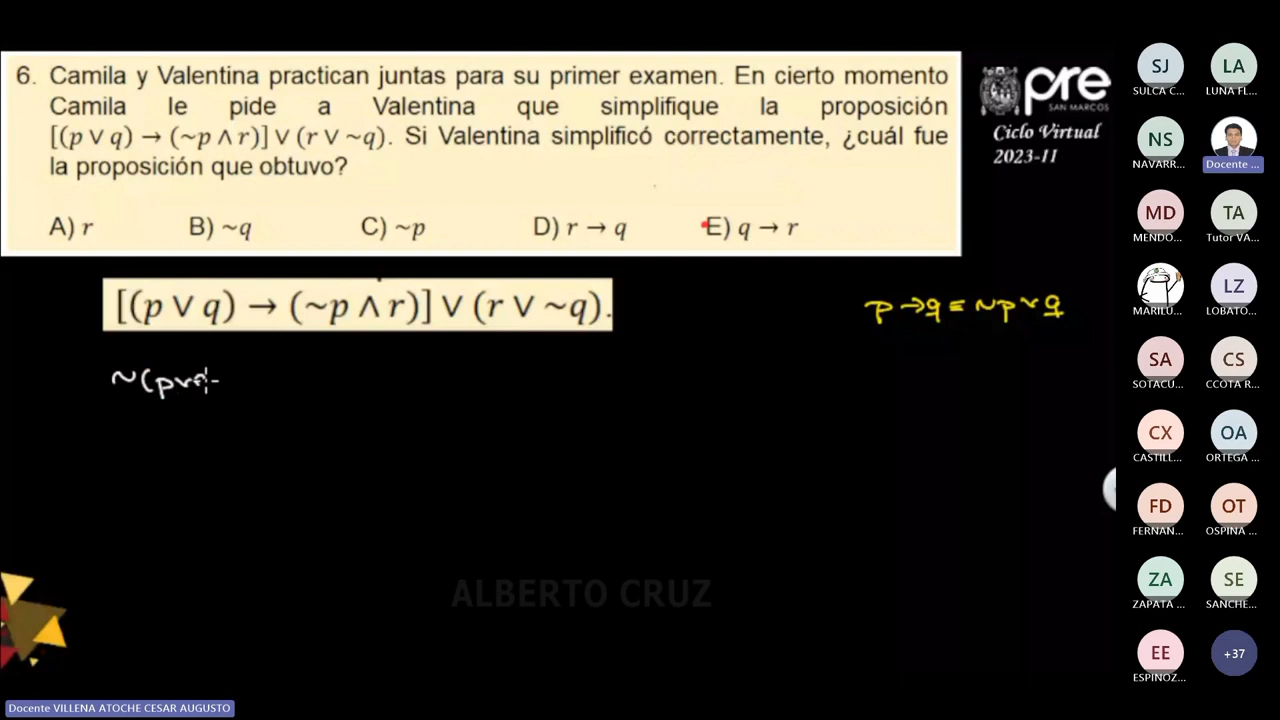 6. Camila y Valentina practican juntas para su primer examen. En cierto momento
Camila le pide a Valentina que simplifique la proposición
[(p ∨ q) → (~p ∧ r)] ∨ (r ∨ ~q). Si Valentina simplificó correctamente, ¿cuál fue
la proposición que obtuvo?
A) r B) ~q C) ~p D) r → q E) q → r
pre
SAN MARCOS
Ciclo Virtual
2023-II
[(p ∨ q) → (~p ∧ r)] ∨ (r ∨ ~q).
p → q ≡ ~p ∨ q
~(p ∨
ALBERTO CRUZ
SJ LA
SULCA C... LUNA FL...
NS
NAVARR... Docente ...
MD TA
MENDO... Tutor VA...
LZ
MARILU... LOBATO...
SA CS
SOTACU... CCOTA R...
CX OA
CASTILL... ORTEGA ...
FD OT
FERNAN... OSPINA ...
ZA SE
ZAPATA ... SANCHE...
EE +37
ESPINOZ...
Docente VILLENA ATOCHE CESAR AUGUSTO